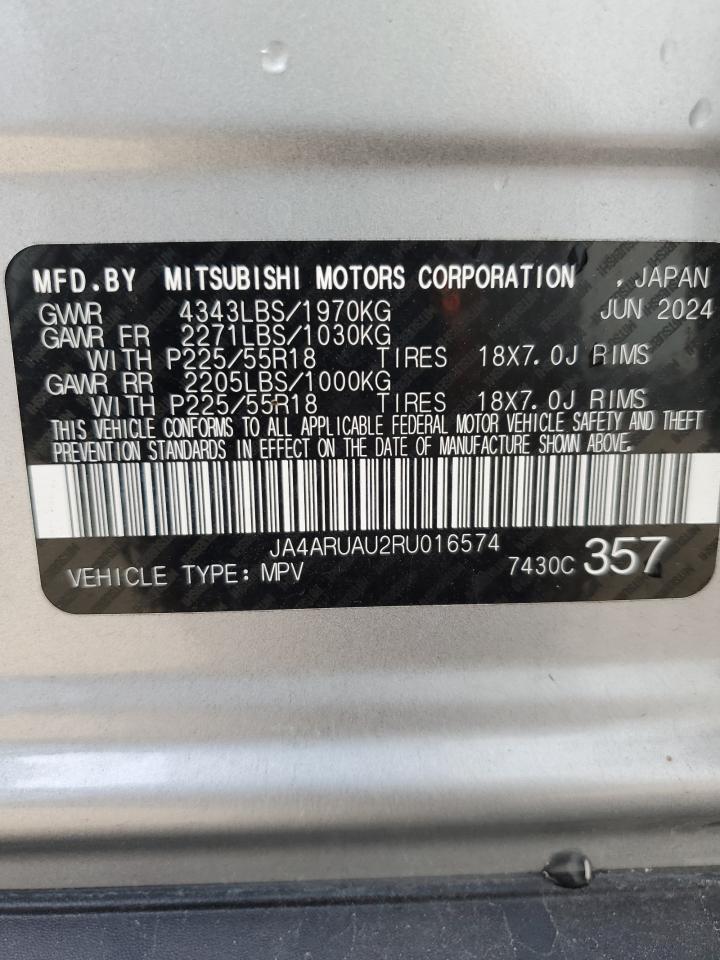 MFD.BY MITSUBISHI MOTORS CORPORATION , JAPAN
GVWR 4343LBS/1970KG JUN 2024
GAWR FR 2271LBS/1030KG
WITH P225/55R18 TIRES 18X7.0J RIMS
GAWR RR 2205LBS/1000KG
WITH P225/55R18 TIRES 18X7.0J RIMS
THIS VEHICLE CONFORMS TO ALL APPLICABLE FEDERAL MOTOR VEHICLE SAFETY AND THEFT
PREVENTION STANDARDS IN EFFECT ON THE DATE OF MANUFACTURE SHOWN ABOVE.
JA4ARUAU2RU016574
VEHICLE TYPE: MPV 7430C 357